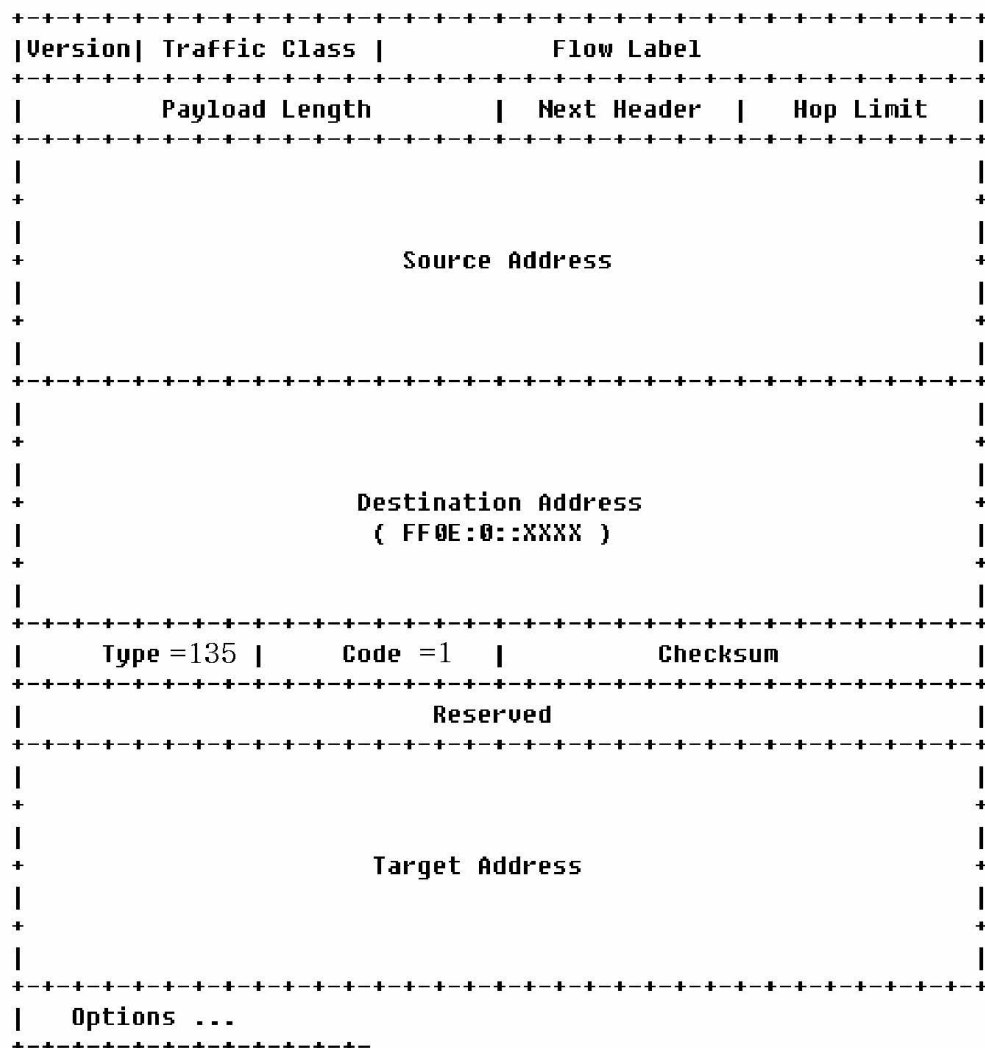 +-+-+-+-+-+-+-+-+-+-+-+-+-+-+-+-+-+-+-+-+-+-+-+-+-+-+-+-+-+-+-+-+
|Version| Traffic Class | Flow Label |
+-+-+-+-+-+-+-+-+-+-+-+-+-+-+-+-+-+-+-+-+-+-+-+-+-+-+-+-+-+-+-+-+
| Payload Length | Next Header | Hop Limit |
+-+-+-+-+-+-+-+-+-+-+-+-+-+-+-+-+-+-+-+-+-+-+-+-+-+-+-+-+-+-+-+-+
| |
+ +
| |
+ Source Address +
| |
+ +
| |
+-+-+-+-+-+-+-+-+-+-+-+-+-+-+-+-+-+-+-+-+-+-+-+-+-+-+-+-+-+-+-+-+
| |
+ +
| |
+ Destination Address +
| ( FF0E:0::XXXX ) |
+ +
| |
+-+-+-+-+-+-+-+-+-+-+-+-+-+-+-+-+-+-+-+-+-+-+-+-+-+-+-+-+-+-+-+-+
| Type =135 | Code =1 | Checksum |
+-+-+-+-+-+-+-+-+-+-+-+-+-+-+-+-+-+-+-+-+-+-+-+-+-+-+-+-+-+-+-+-+
| Reserved |
+-+-+-+-+-+-+-+-+-+-+-+-+-+-+-+-+-+-+-+-+-+-+-+-+-+-+-+-+-+-+-+-+
| |
+ +
| |
+ Target Address +
| |
+ +
| |
+-+-+-+-+-+-+-+-+-+-+-+-+-+-+-+-+-+-+-+-+-+-+-+-+-+-+-+-+-+-+-+-+
| Options ...
+-+-+-+-+-+-+-+-+-+-+-+-